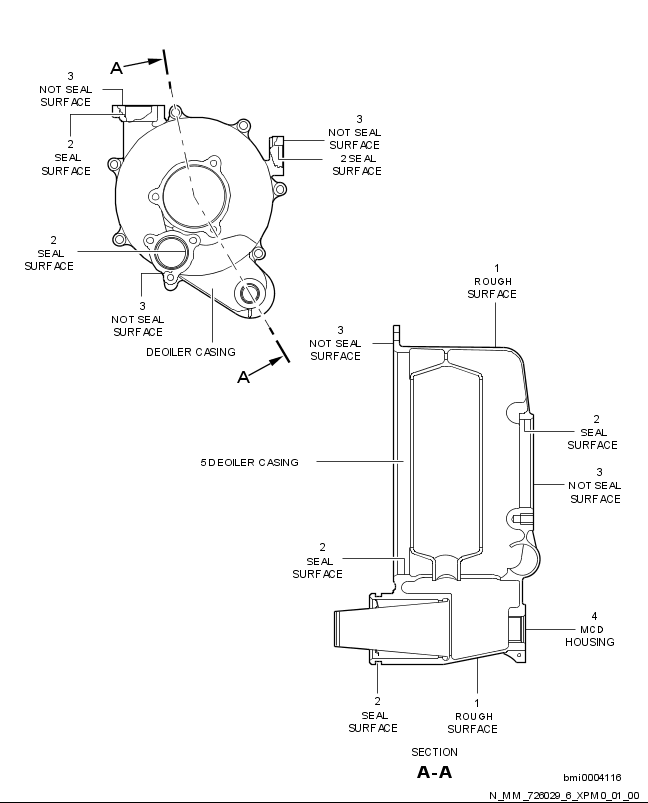 A
3
NOT SEAL
SURFACE
2
SEAL
SURFACE
3
NOT SEAL
SURFACE
2 SEAL
SURFACE
2
SEAL
SURFACE
3
NOT SEAL
SURFACE
DEOILER CASING
A
1
ROUGH
SURFACE
3
NOT SEAL
SURFACE
2
SEAL
SURFACE
5 DEOILER CASING
3
NOT SEAL
SURFACE
2
SEAL
SURFACE
4
MCD
HOUSING
2
SEAL
SURFACE
1
ROUGH
SURFACE
SECTION
A-A
bmi0004116
N_MM_726029_6_XPM0_01_00